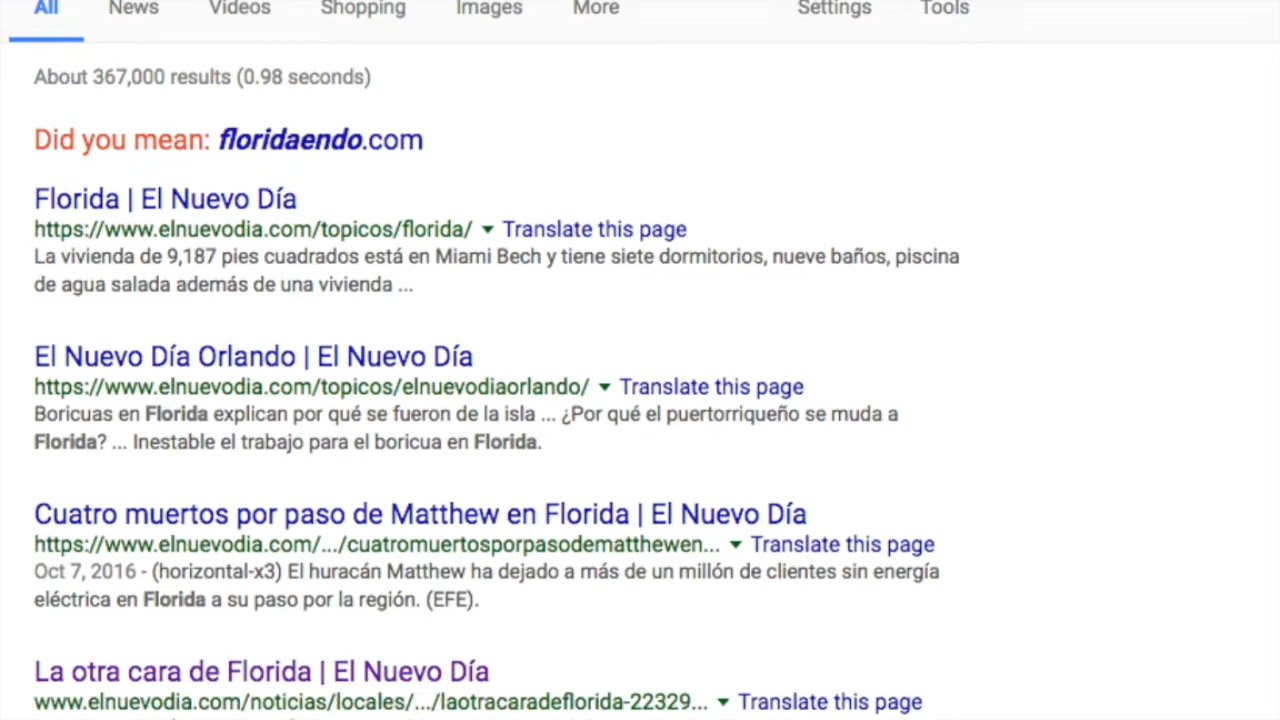 All News Videos Shopping Images More Settings Tools
About 367,000 results (0.98 seconds)
Did you mean: floridaendo.com
Florida | El Nuevo Día
https://www.elnuevodia.com/topicos/florida/ ▾ Translate this page
La vivienda de 9,187 pies cuadrados está en Miami Bech y tiene siete dormitorios, nueve baños, piscina
de agua salada además de una vivienda ...
El Nuevo Día Orlando | El Nuevo Día
https://www.elnuevodia.com/topicos/elnuevodiaorlando/ ▾ Translate this page
Boricuas en Florida explican por qué se fueron de la isla ... ¿Por qué el puertorriqueño se muda a
Florida? ... Inestable el trabajo para el boricua en Florida.
Cuatro muertos por paso de Matthew en Florida | El Nuevo Día
https://www.elnuevodia.com/.../cuatromuertosporpasodematthewen... ▾ Translate this page
Oct 7, 2016 - (horizontal-x3) El huracán Matthew ha dejado a más de un millón de clientes sin energía
eléctrica en Florida a su paso por la región. (EFE).
La otra cara de Florida | El Nuevo Día
www.elnuevodia.com/noticias/locales/.../laotracaradeflorida-22329... ▾ Translate this page